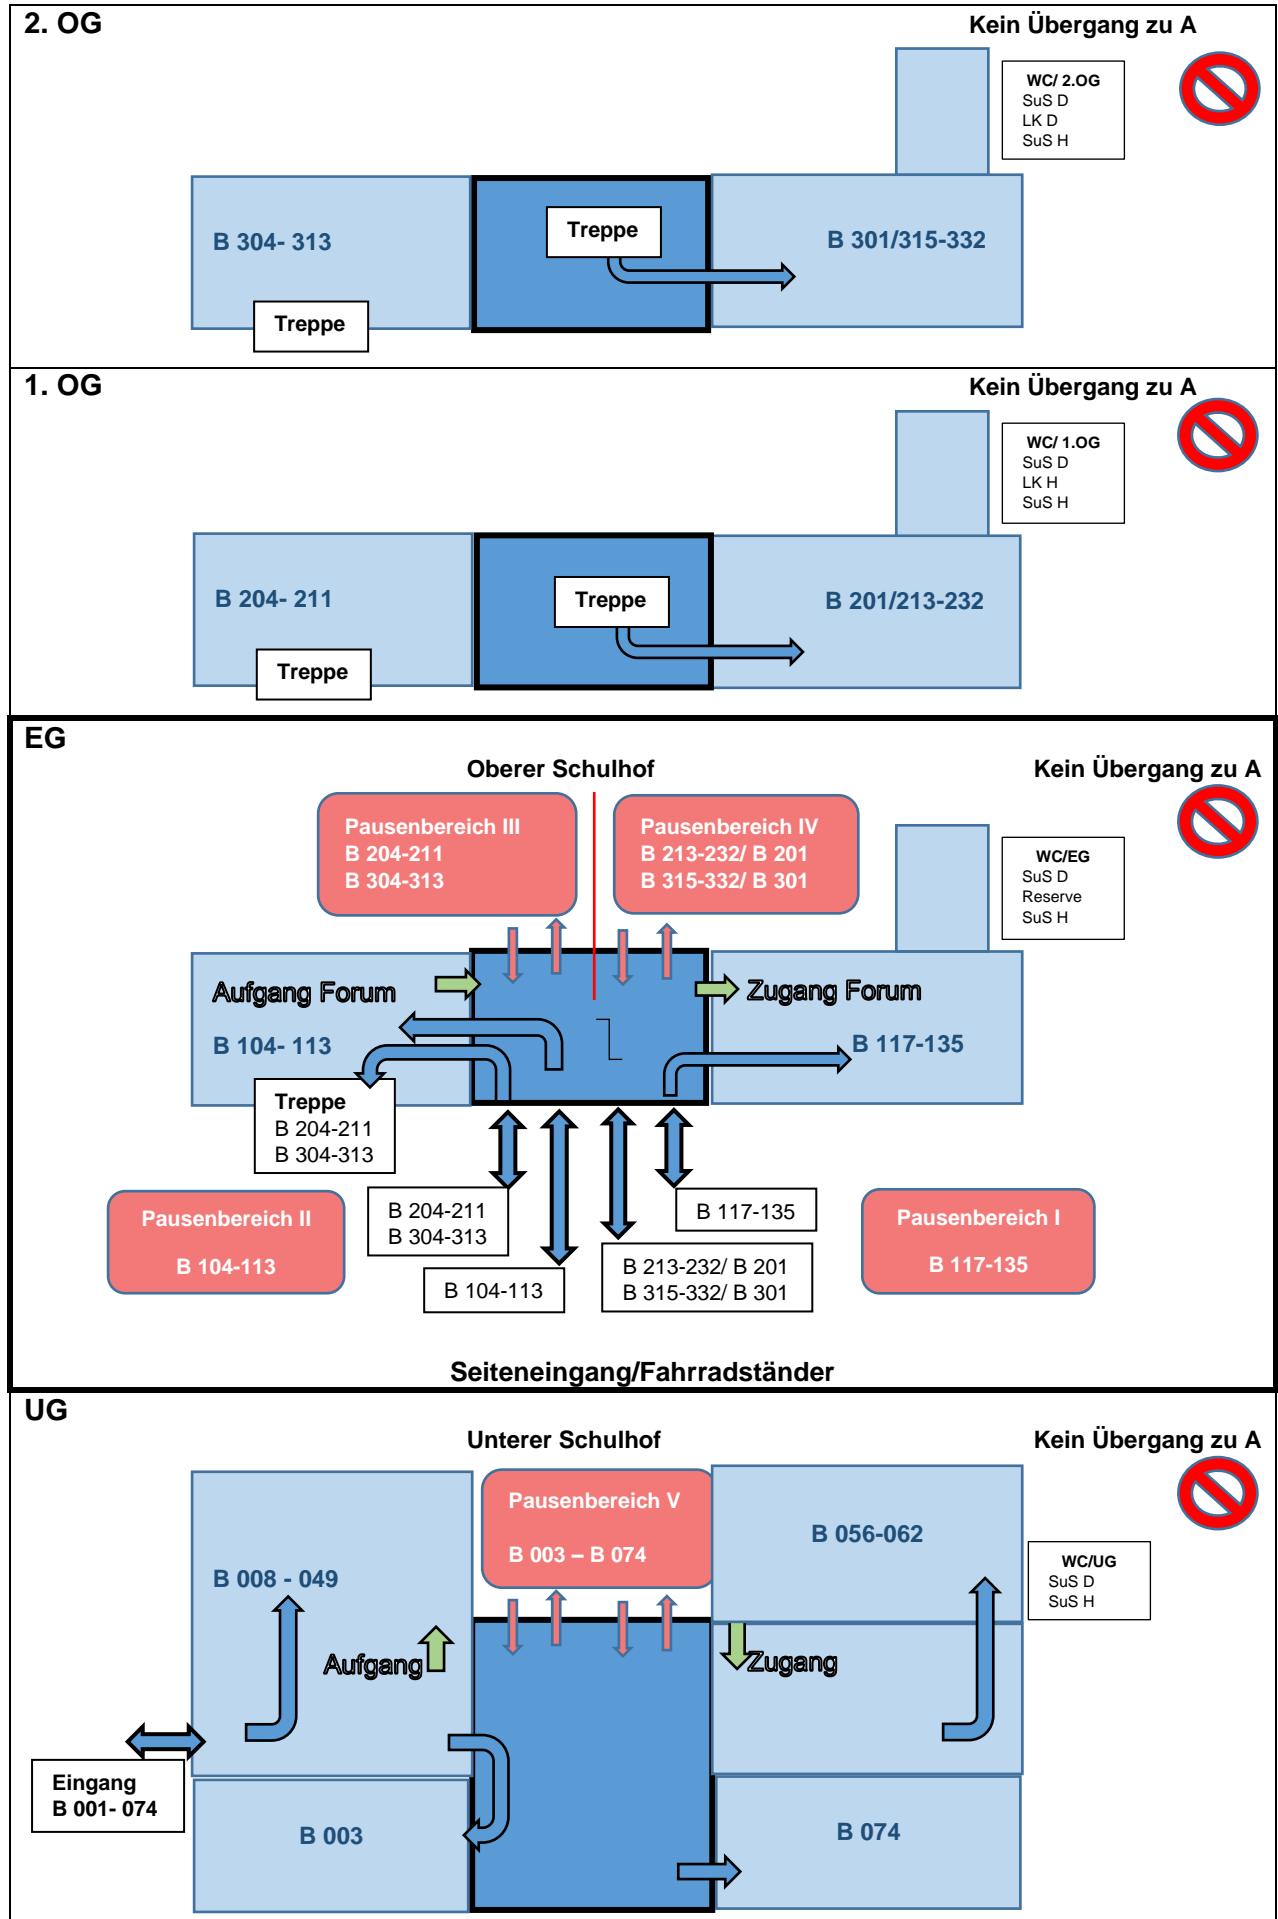 2. OG
Kein Übergang zu A
WC/ 2.OG
SuS D
LK D
SuS H
Treppe
B 304- 313
B 301/315-332
Treppe
1. OG
Kein Übergang zu A
WC/ 1.OG
SuS D
LK H
SuS H
B 204- 211
Treppe
B 201/213-232
Treppe
EG
Oberer Schulhof
Kein Übergang zu A
Pausenbereich III
B 204-211
B 304-313
Pausenbereich IV
B 213-232/ B 201
B 315-332/ B 301
WC/EG
SuS D
Reserve
SuS H
Aufgang Forum
Zugang Forum
B 104- 113
B 117-135
Treppe
B 204-211
B 304-313
Pausenbereich II
B 104-113
B 204-211
B 304-313
B 104-113
B 117-135
B 213-232/ B 201
B 315-332/ B 301
Pausenbereich I
B 117-135
Seiteneingang/Fahrradständer
UG
Unterer Schulhof
Kein Übergang zu A
Pausenbereich V
B 003 – B 074
B 056-062
WC/UG
SuS D
SuS H
B 008 - 049
Aufgang
Zugang
Eingang
B 001- 074
B 003
B 074